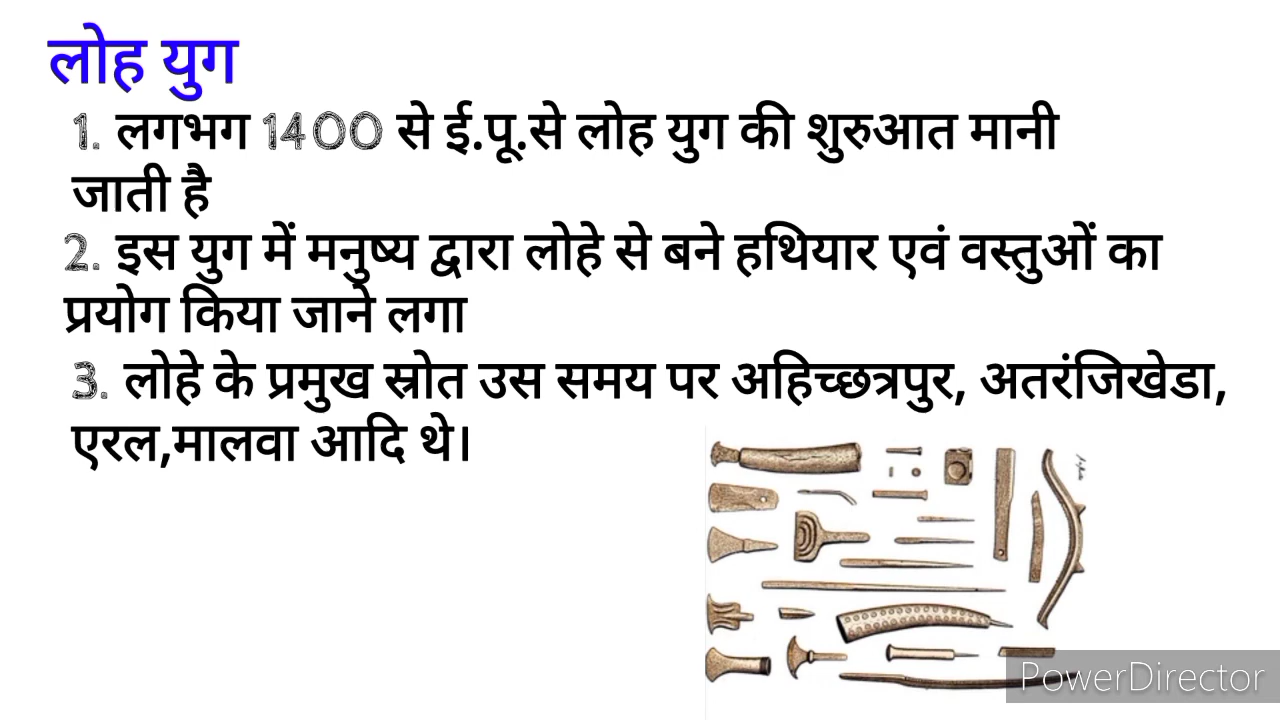 लोह युग
1. लगभग 1400 से ई.पू.से लोह युग की शुरुआत मानी
जाती है
2. इस युग में मनुष्य द्वारा लोहे से बने हथियार एवं वस्तुओं का
प्रयोग किया जाने लगा
3. लोहे के प्रमुख स्रोत उस समय पर अहिच्छत्रपुर, अतरंजिखेडा,
एरल,मालवा आदि थे।
PowerDirector